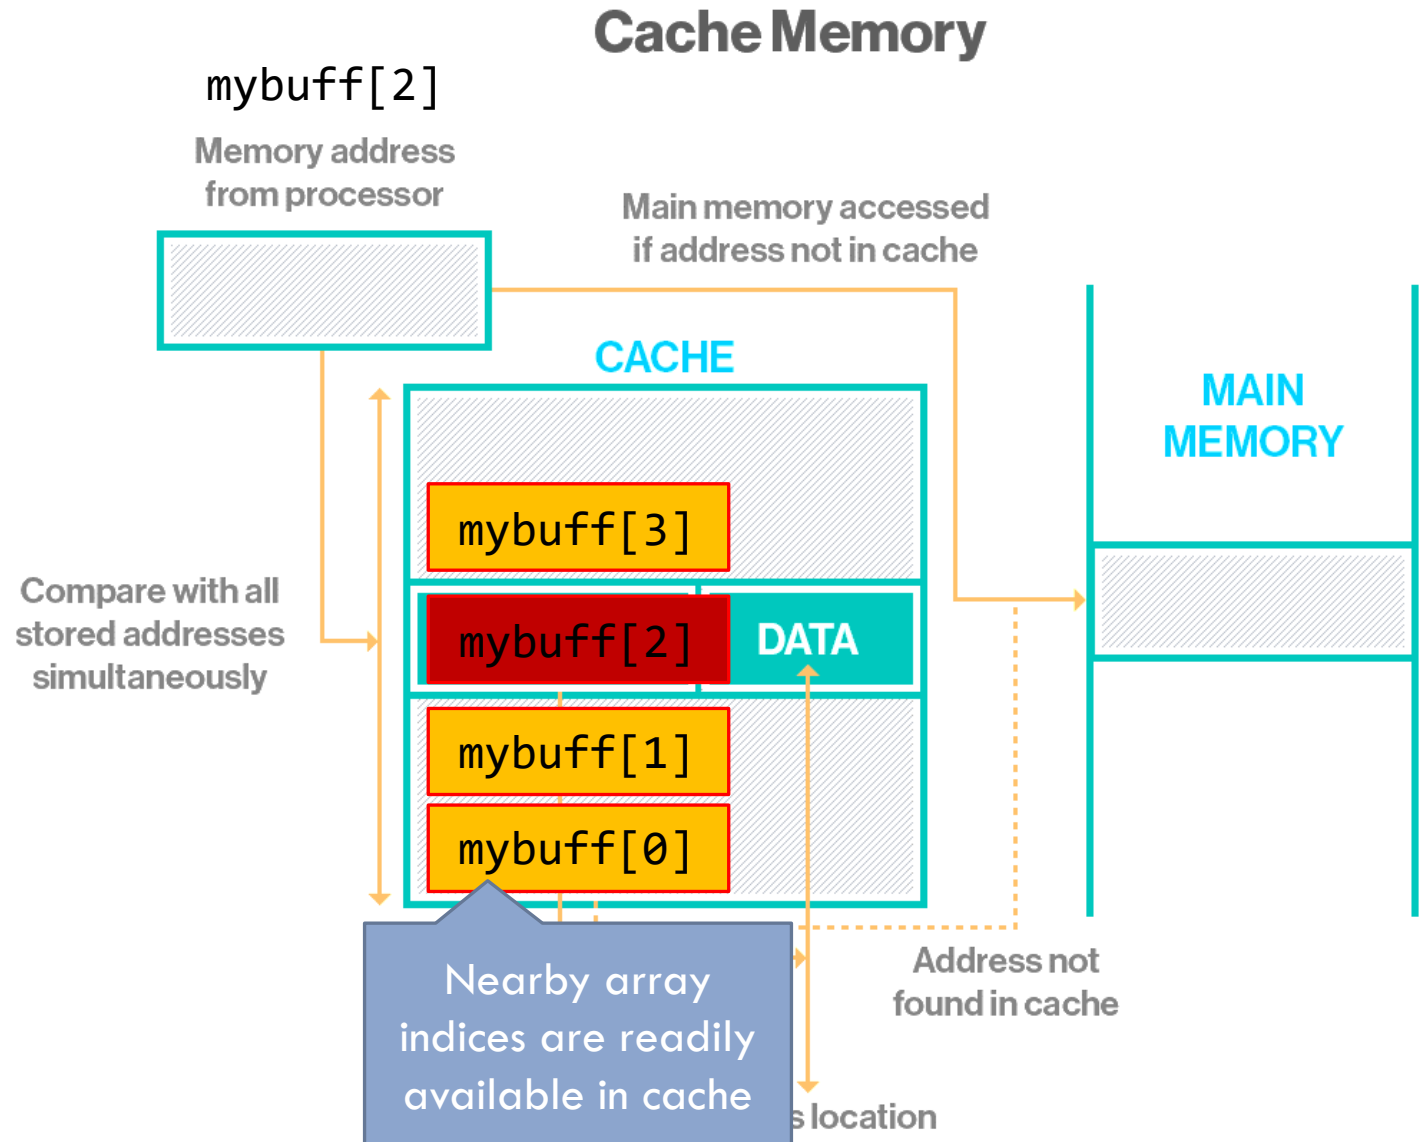 Cache Memory
mybuff[2]
Memory address
from processor
Main memory accessed
if address not in cache
CACHE
MAIN
MEMORY
mybuff[3]
Compare with all
stored addresses
simultaneously
mybuff[2]
DATA
mybuff[1]
mybuff[0]
Nearby array
indices are readily
available in cache
Address not
found in cache
location